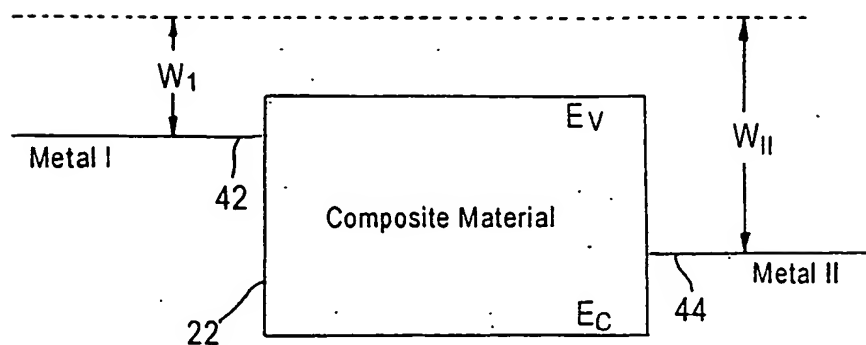 W1
EV
WII
Metal I
42
Composite Material
Metal II
22
EC
44